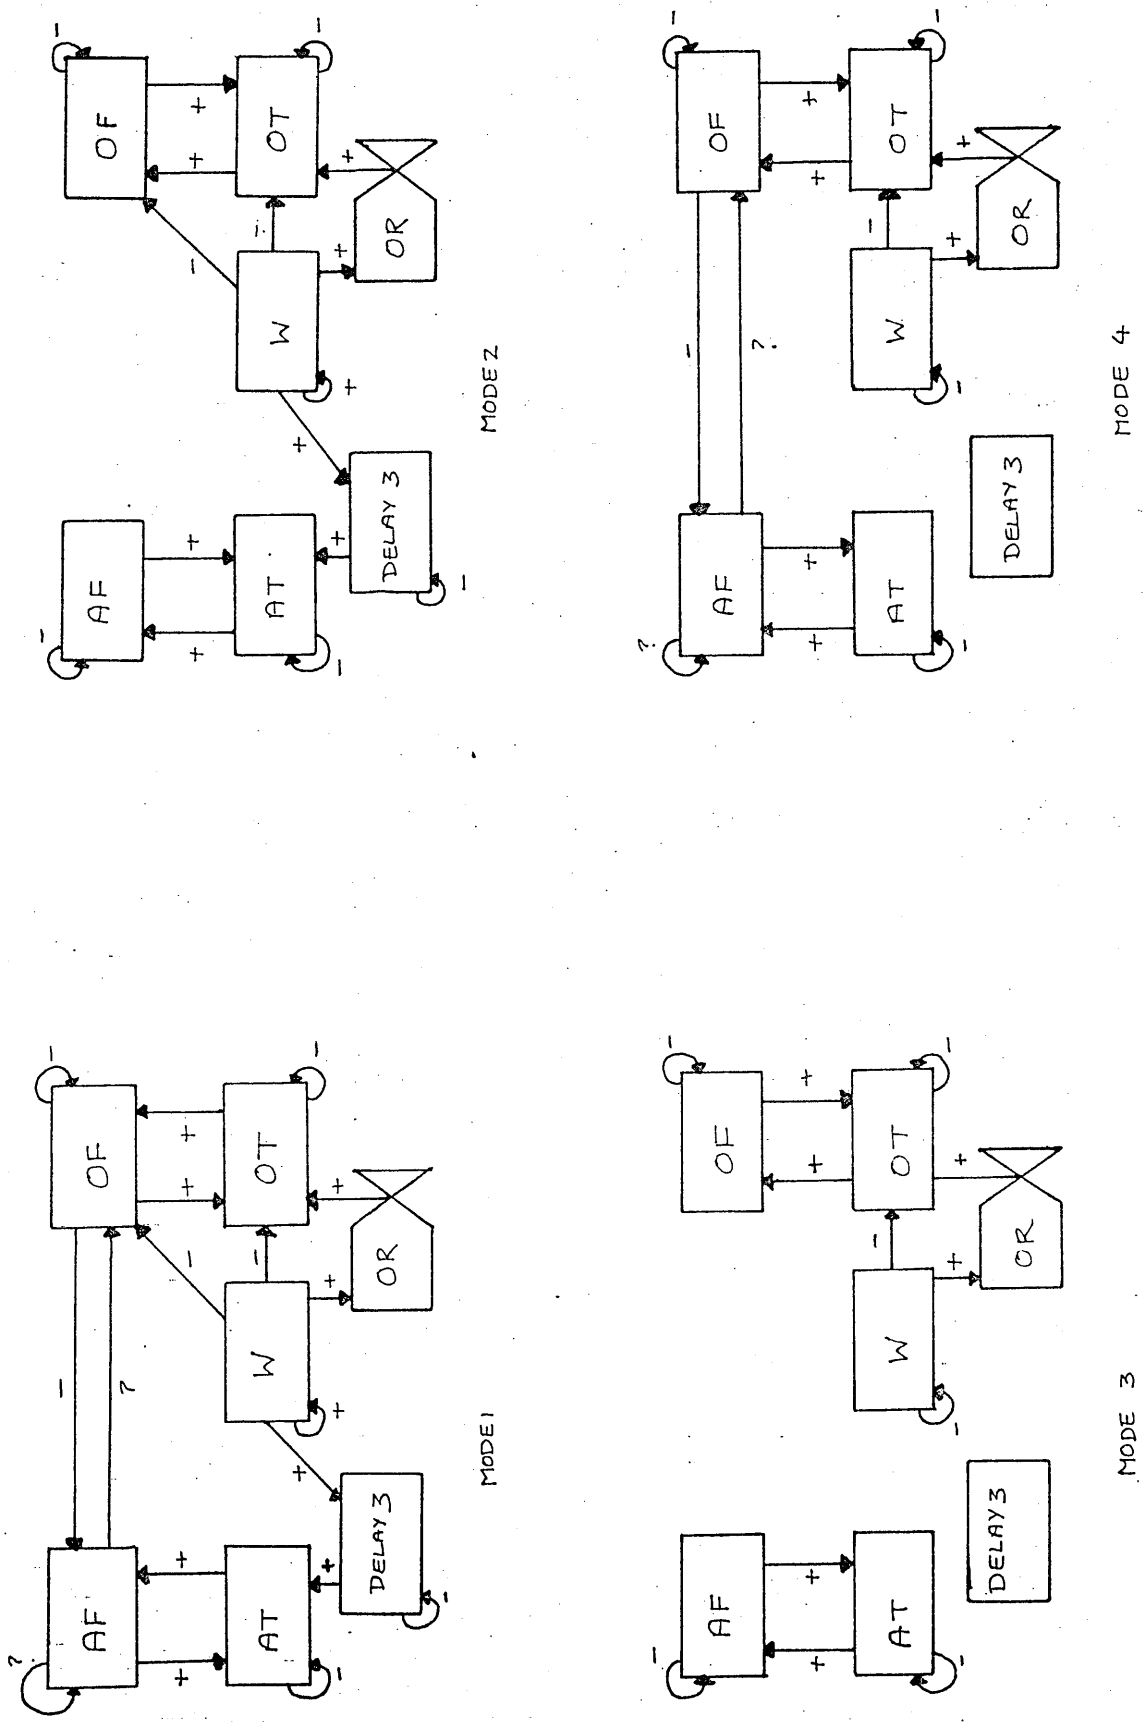 ?
-
-
AF
OF
?
+
+
-
+
+
AT
W
OT
-
-
+
+
+
+
-
+
DELAY 3
OR
-
MODE 1
-
-
AF
OF
+
+
-
+
+
AT
W
OT
-
-
-
+
+
+
+
+
DELAY 3
OR
-
MODE 2
-
-
AF
OF
+
+
+
+
AT
W
OT
-
-
-
-
+
+
DELAY 3
OR
MODE 3
?
-
-
AF
OF
?
+
+
+
+
AT
W
OT
-
-
-
-
+
+
DELAY 3
OR
MODE 4